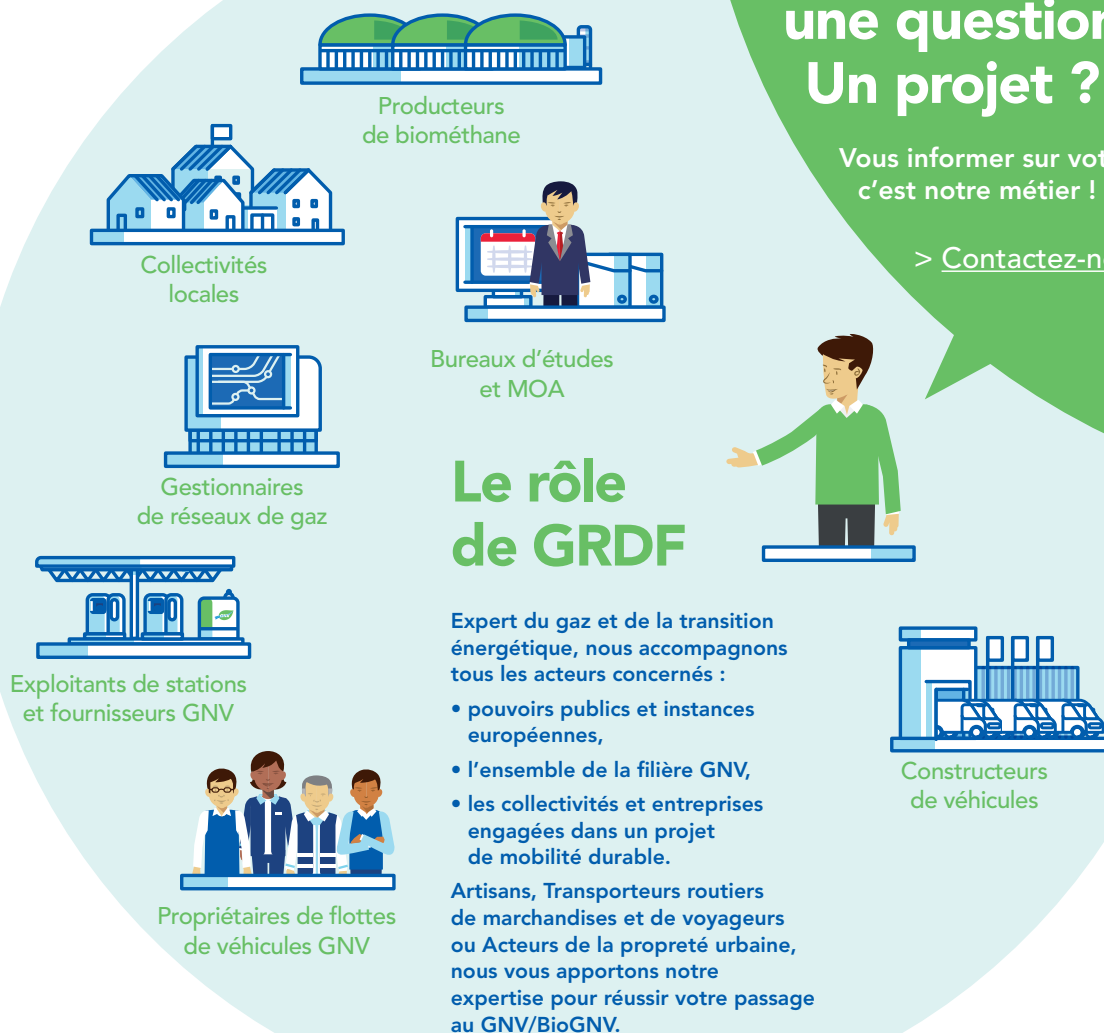 une question
Un projet ?
Vous informer sur
c'est notre métier !
>
Producteurs
de biométhane
Collectivités
locales
Bureaux d'études
et MOA
Gestionnaires
de réseaux de gaz
Exploitants de stations
et fournisseurs GNV
Propriétaires de flottes
de véhicules GNV
Le rôle
de GRDF
Expert du gaz et de la transition
énergétique, nous accompagnons
tous les acteurs concernés :
• pouvoirs publics et instances
européennes,
• l'ensemble de la filière GNV,
• les collectivités et entreprises
engagées dans un projet
de mobilité durable.
Artisans, Transporteurs routiers
de marchandises et de voyageurs
ou Acteurs de la propreté urbaine,
nous vous apportons notre
expertise pour réussir votre passage
au GNV/BioGNV.
Constructeurs
de véhicules